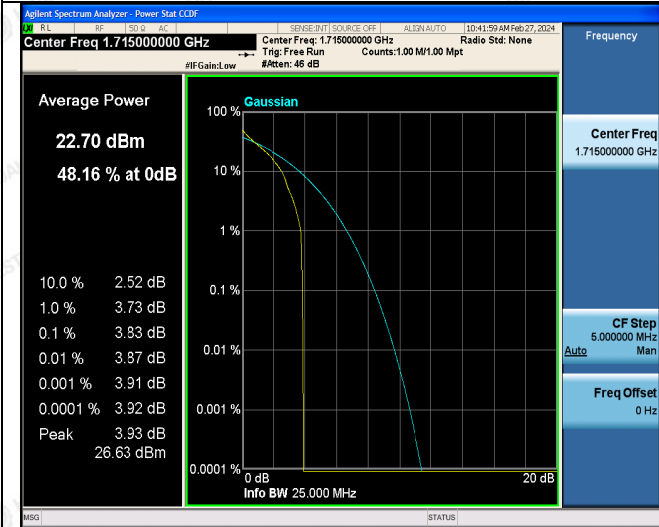 Agilent Spectrum Analyzer - Power Stat CCDF
RL RF 50 Ω AC SENSE:INT SOURCE OFF ALIGN AUTO 10:41:59 AM Feb 27, 2024
Center Freq 1.715000000 GHz
Center Freq: 1.715000000 GHz Radio Std: None
Trig: Free Run Counts:1.00 M/1.00 Mpt
#IFGain:Low #Atten: 46 dB
Frequency
Average Power
22.70 dBm
48.16 % at 0dB
10.0 % 2.52 dB
1.0 % 3.73 dB
0.1 % 3.83 dB
0.01 % 3.87 dB
0.001 % 3.91 dB
0.0001 % 3.92 dB
Peak 3.93 dB
26.63 dBm
Gaussian
100 %
10 %
1 %
0.1 %
0.01 %
0.001 %
0.0001 %
0 dB 20 dB
Info BW 25.000 MHz
Center Freq
1.715000000 GHz
CF Step
5.000000 MHz
Auto Man
Freq Offset
0 Hz
MSG STATUS